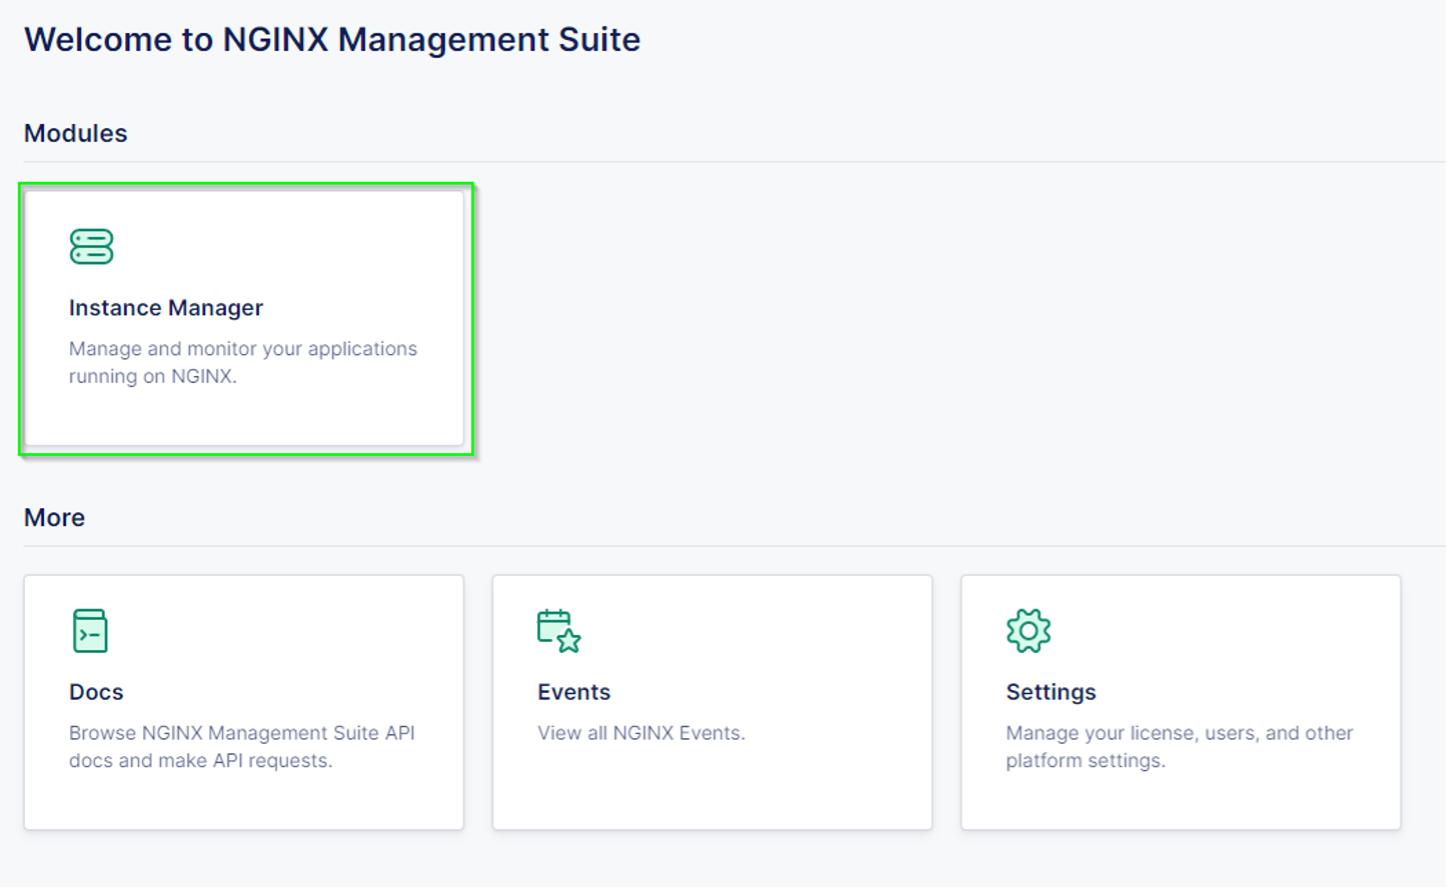 Welcome to NGINX Management Suite
Modules
Instance Manager
Manage and monitor your applications
running on NGINX.
More
Docs
Browse NGINX Management Suite API
docs and make API requests.
Events
View all NGINX Events.
Settings
Manage your license, users, and other
platform settings.